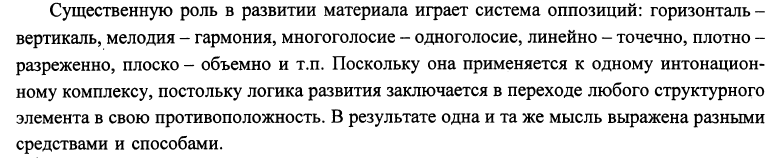 Существенную роль в развитии материала играет система оппозиций: горизонталь –
вертикаль, мелодия – гармония, многоголосие – одноголосие, линейно – точечно, плотно –
разреженно, плоско – объемно и т.п. Поскольку она применяется к одному интонацион-
ному комплексу, постольку логика развития заключается в переходе любого структурного
элемента в свою противоположность. В результате одна и та же мысль выражена разными
средствами и способами.